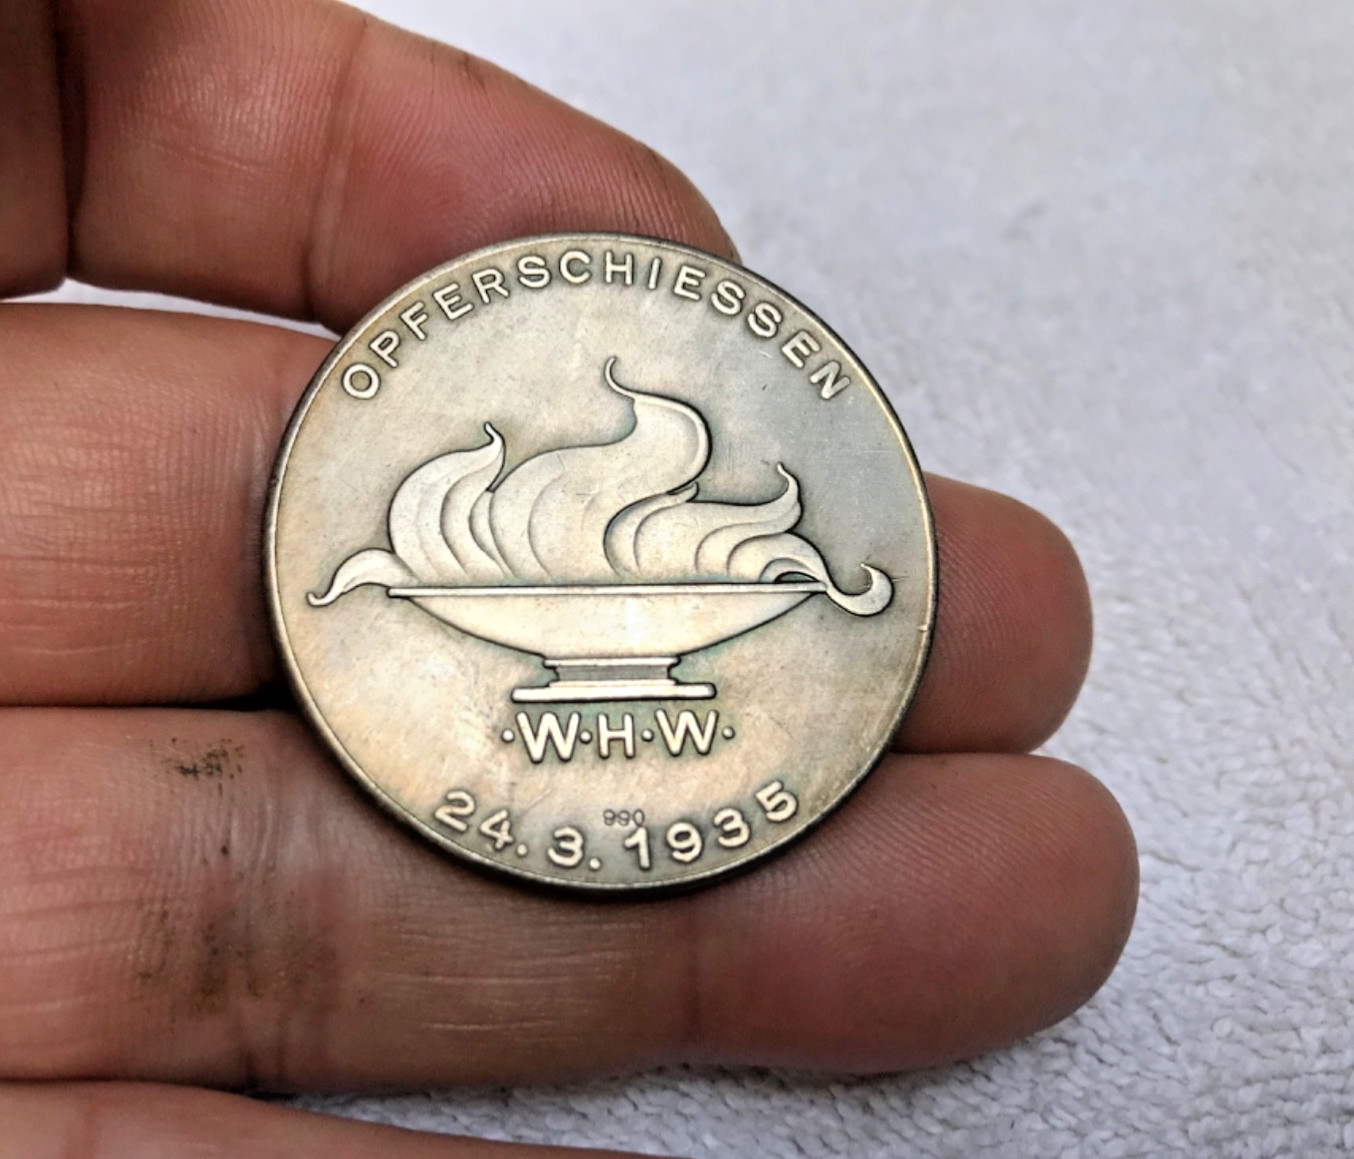 OPFERSCHIESSEN
·W·H·W·
990
24.3.1935